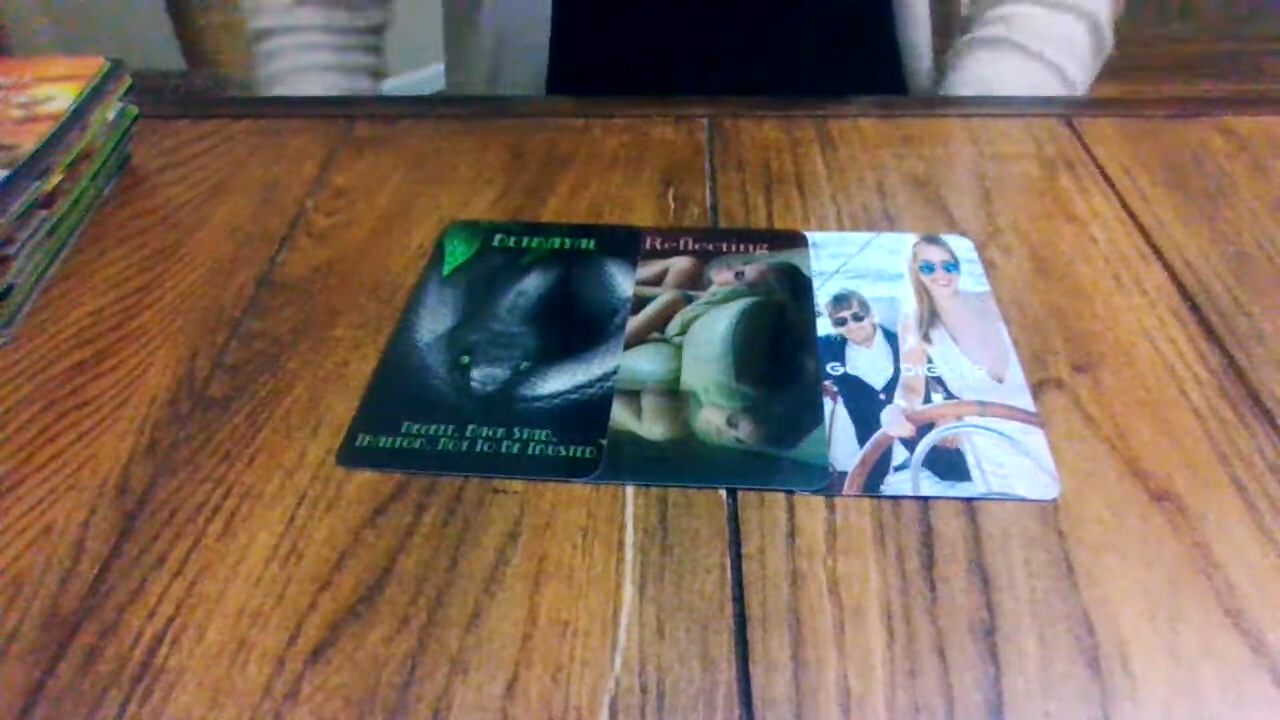 BETRAYAL
DECEIT, BACK STAB,
TRAITOR, NOT TO BE TRUSTED
Reflecting
GOLD DIGGER